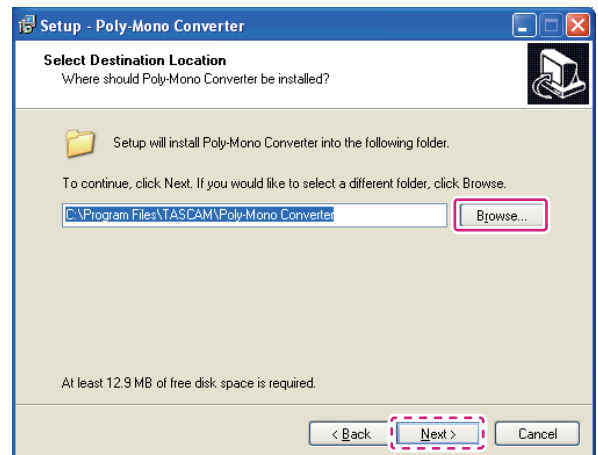 Setup - Poly-Mono Converter
Select Destination Location
Where should Poly-Mono Converter be installed?
Setup will install Poly-Mono Converter into the following folder.
To continue, click Next. If you would like to select a different folder, click Browse.
C:\Program Files\TASCAM\Poly-Mono Converter
Browse...
At least 12.9 MB of free disk space is required.
< Back Next > Cancel